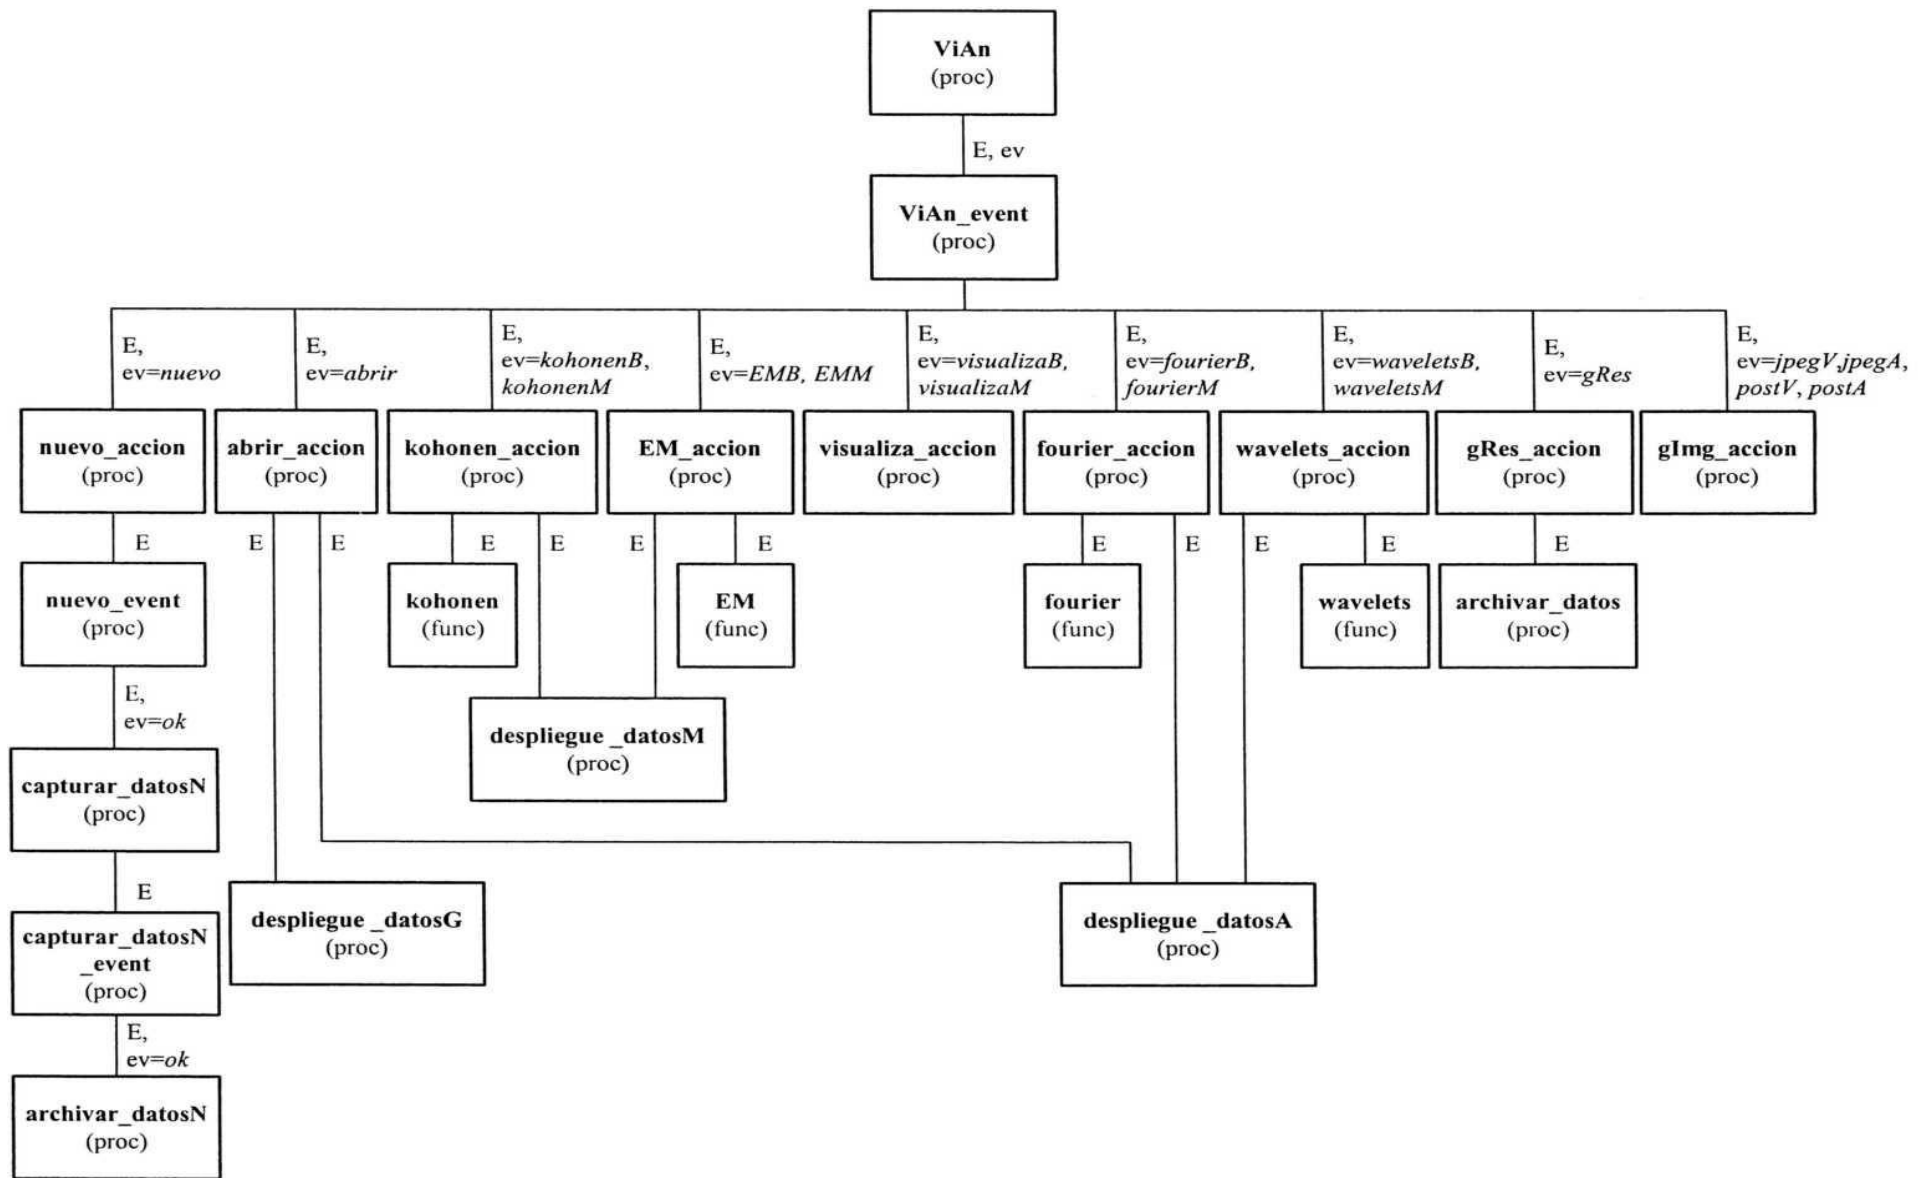 ViAn
(proc)
E, ev
ViAn_event
(proc)
E,
ev=nuevo
E,
ev=abrir
E,
ev=kohonenB,
kohonenM
E,
ev=EMB, EMM
E,
ev=visualizaB,
visualizaM
E,
ev=fourierB,
fourierM
E,
ev=waveletsB,
waveletsM
E,
ev=gRes
E,
ev=jpegV,jpegA,
postV, postA
nuevo_accion
(proc)
abrir_accion
(proc)
kohonen_accion
(proc)
EM_accion
(proc)
visualiza_accion
(proc)
fourier_accion
(proc)
wavelets_accion
(proc)
gRes_accion
(proc)
gImg_accion
(proc)
E
E
E
E
E
E
E
E
E
E
E
E
nuevo_event
(proc)
kohonen
(func)
EM
(func)
fourier
(func)
wavelets
(func)
archivar_datos
(proc)
E,
ev=ok
despliegue _datosM
(proc)
capturar_datosN
(proc)
E
despliegue _datosG
(proc)
despliegue _datosA
(proc)
capturar_datosN
_event
(proc)
E,
ev=ok
archivar_datosN
(proc)